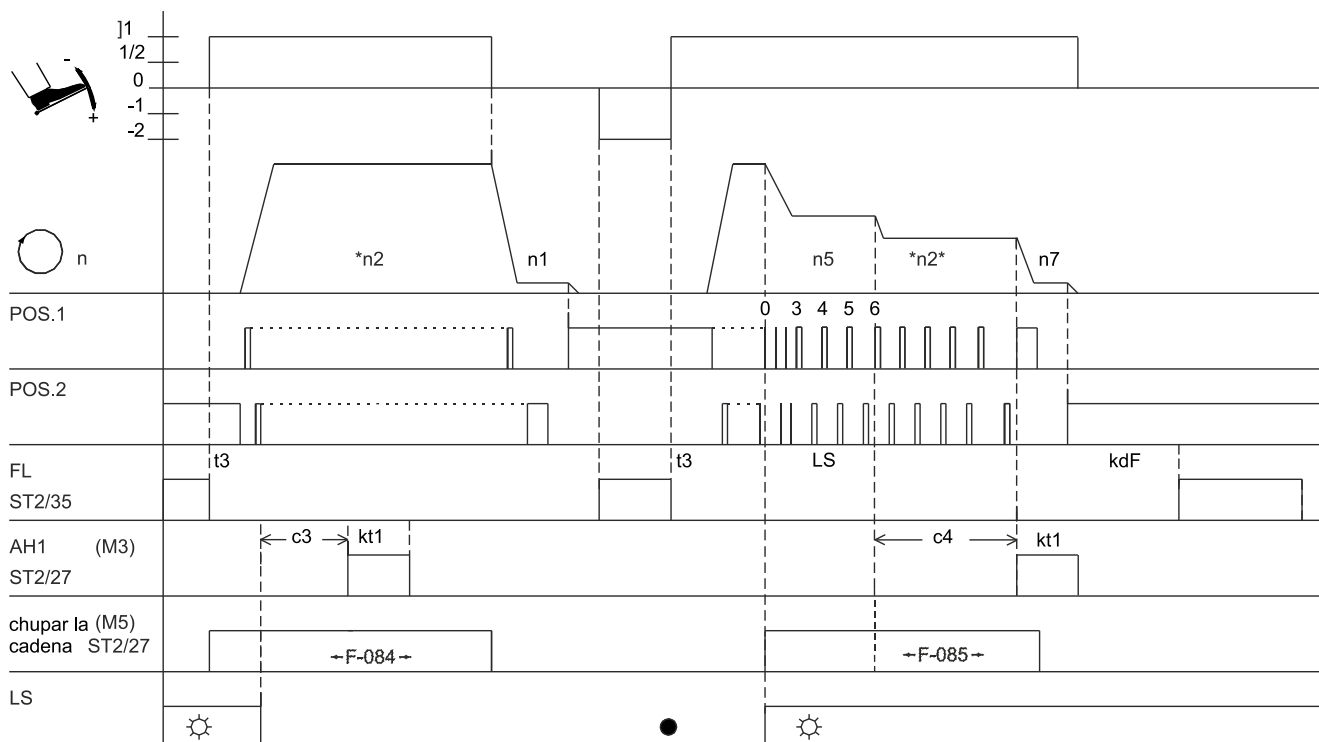 ]1
1/2
0
-1
-2
-
+
n
*n2
n1
n5
*n2*
n7
POS.1
0 3 4 5 6
POS.2
FL
ST2/35
t3
t3
LS
kdF
AH1 (M3)
ST2/27
c3
kt1
c4
kt1
chupar la (M5)
cadena ST2/27
F-084
F-085
LS